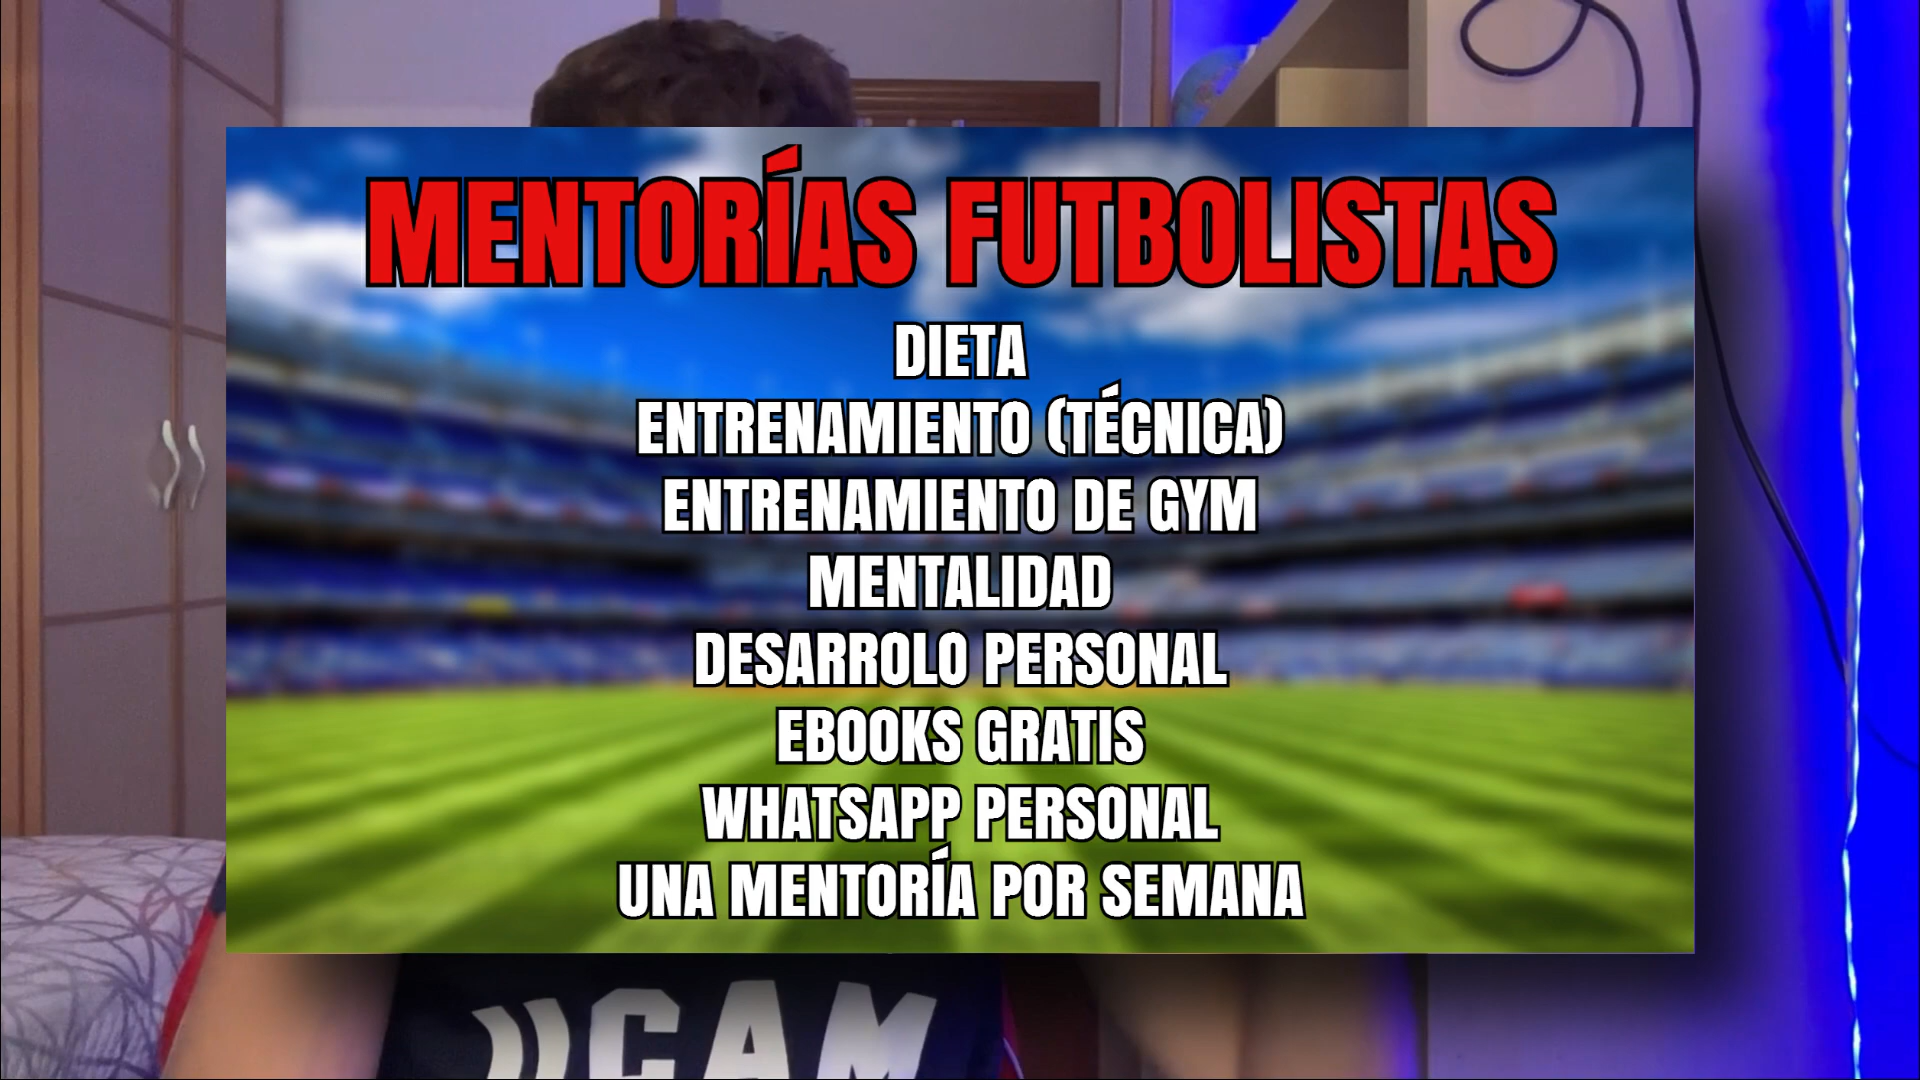 MENTORÍAS FUTBOLISTAS
DIETA
ENTRENAMIENTO (TÉCNICA)
ENTRENAMIENTO DE GYM
MENTALIDAD
DESARROLO PERSONAL
EBOOKS GRATIS
WHATSAPP PERSONAL
UNA MENTORÍA POR SEMANA
UCAM